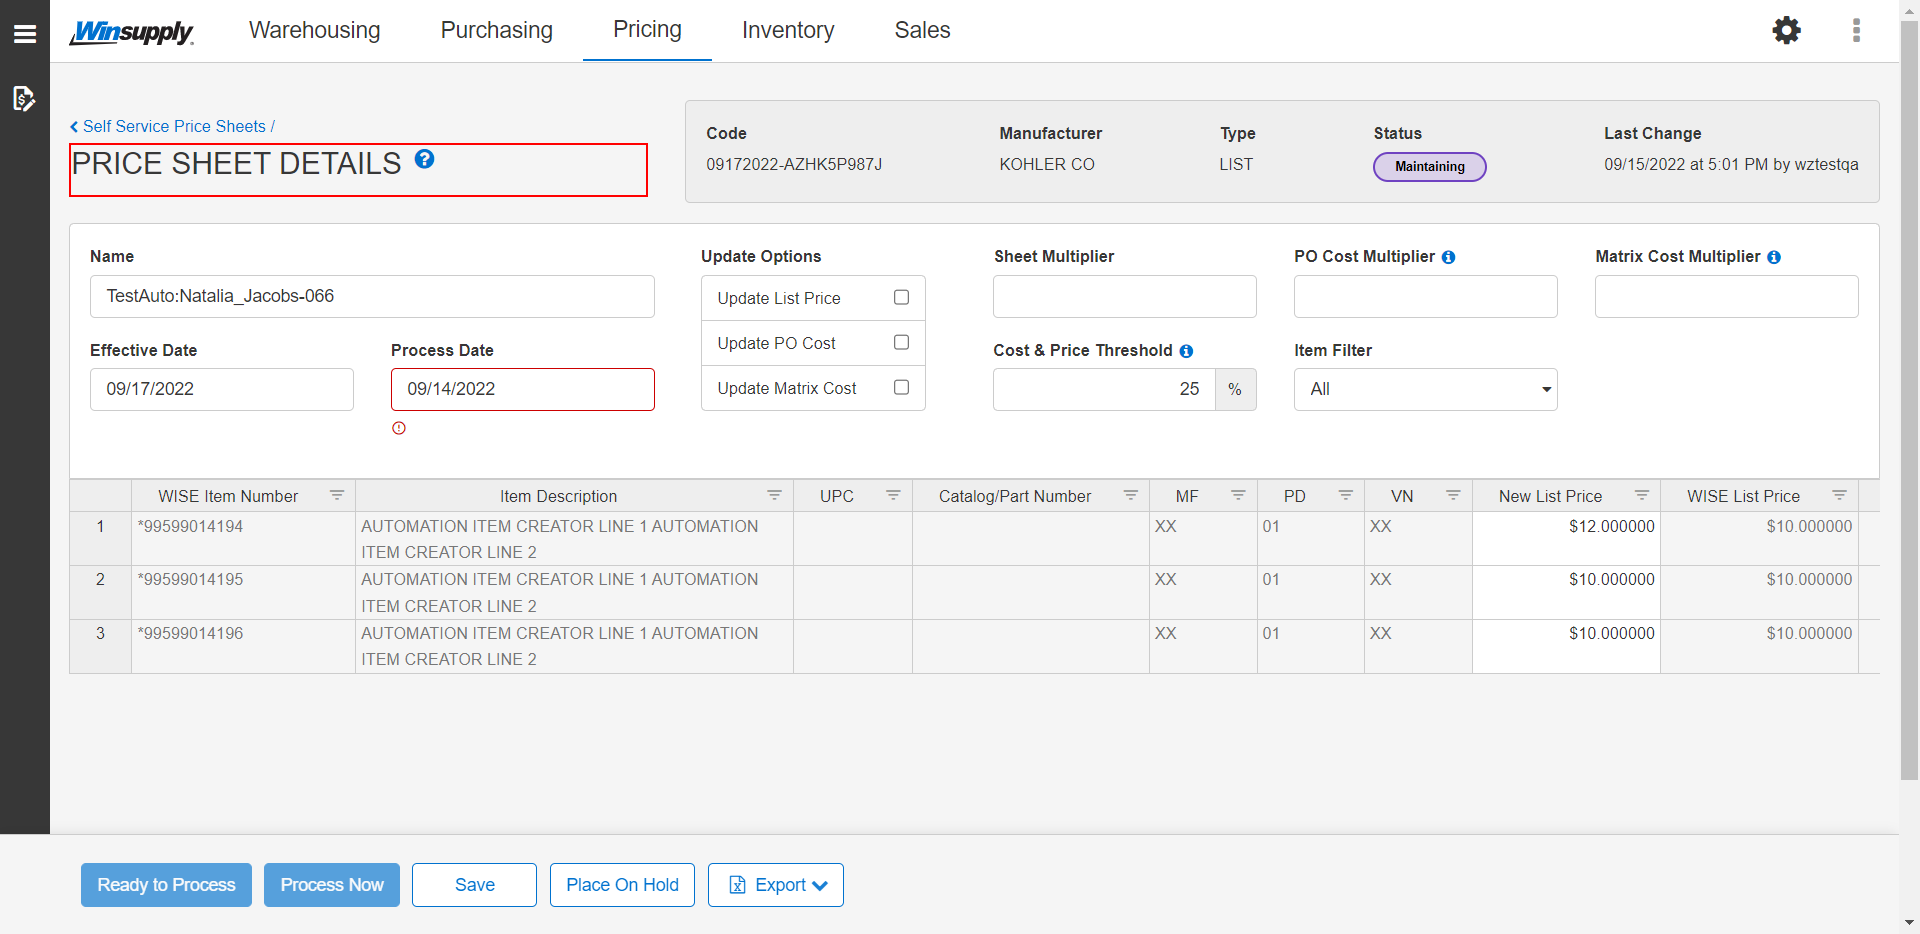 Winsupply
Warehousing
Purchasing
Pricing
Inventory
Sales
Self Service Price Sheets /
PRICE SHEET DETAILS
Code
Manufacturer
Type
Status
Last Change
09172022-AZHK5P987J
KOHLER CO
LIST
Maintaining
09/15/2022 at 5:01 PM by wztestqa
Name
TestAuto:Natalia_Jacobs-066
Effective Date
Process Date
09/17/2022
09/14/2022
Update Options
Update List Price
Update PO Cost
Update Matrix Cost
Sheet Multiplier
PO Cost Multiplier
Matrix Cost Multiplier
Cost & Price Threshold
Item Filter
25 %
All
WISE Item Number
Item Description
UPC
Catalog/Part Number
MF
PD
VN
New List Price
WISE List Price
1 *99599014194 AUTOMATION ITEM CREATOR LINE 1 AUTOMATION XX 01 XX $12.000000 $10.000000
ITEM CREATOR LINE 2
2 *99599014195 AUTOMATION ITEM CREATOR LINE 1 AUTOMATION XX 01 XX $10.000000 $10.000000
ITEM CREATOR LINE 2
3 *99599014196 AUTOMATION ITEM CREATOR LINE 1 AUTOMATION XX 01 XX $10.000000 $10.000000
ITEM CREATOR LINE 2
Ready to Process
Process Now
Save
Place On Hold
Export